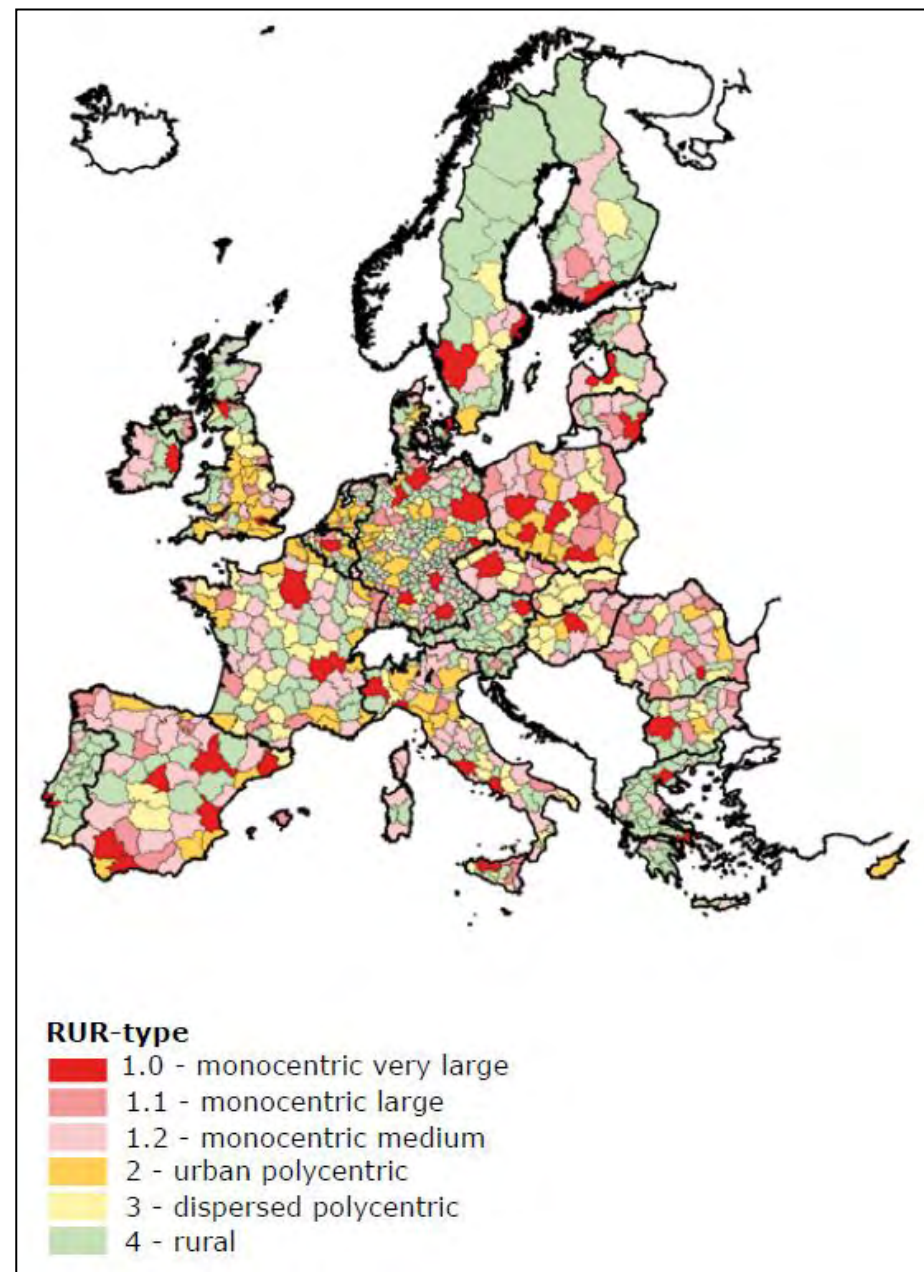 RUR-type
1.0 - monocentric very large
1.1 - monocentric large
1.2 - monocentric medium
2 - urban polycentric
3 - dispersed polycentric
4 - rural